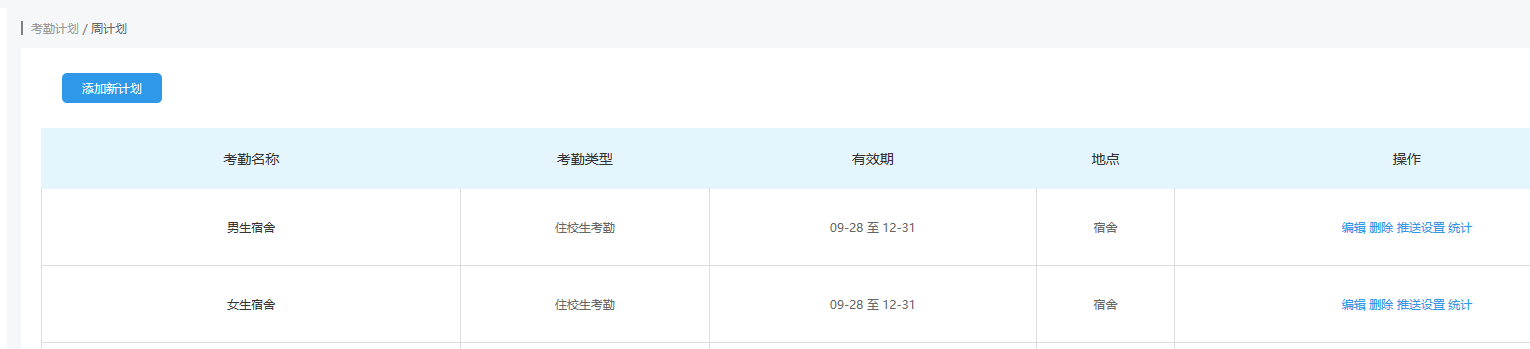 考勤计划 / 周计划
添加新计划
考勤名称 考勤类型 有效期 地点 操作
男生宿舍 住校生考勤 09-28 至 12-31 宿舍 编辑 删除 推送设置 统计
女生宿舍 住校生考勤 09-28 至 12-31 宿舍 编辑 删除 推送设置 统计